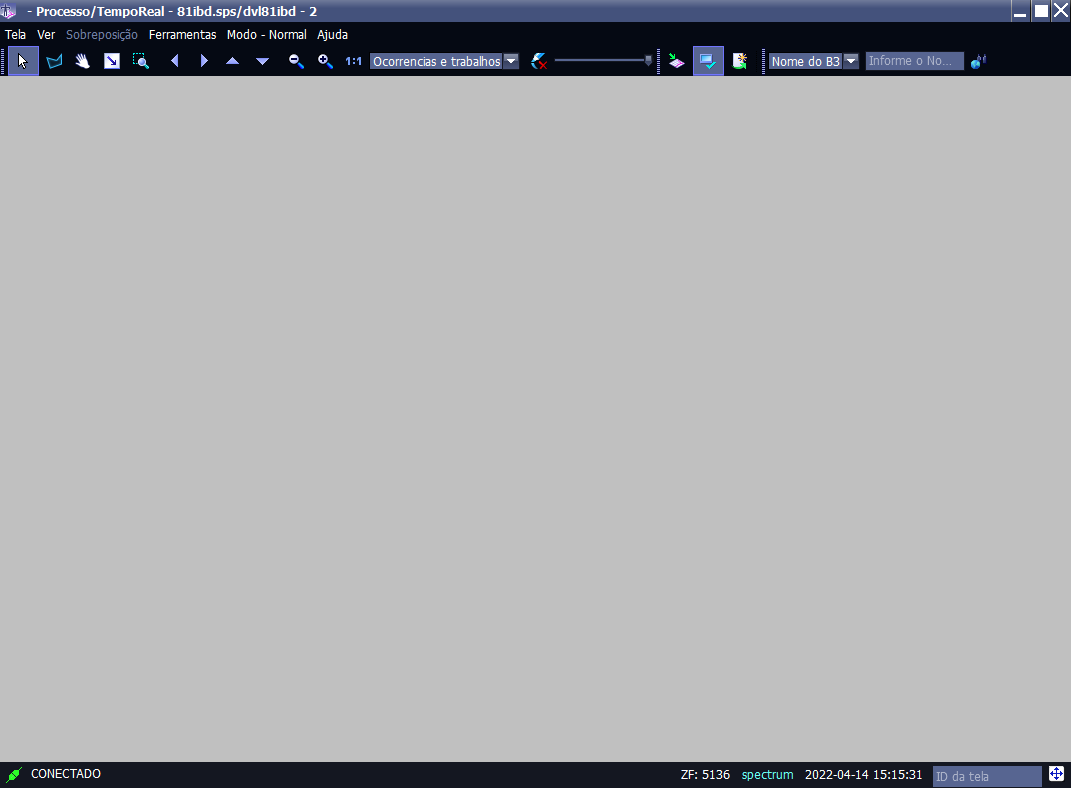 - Processo/TempoReal - 81ibd.sps/dvl81ibd - 2
Tela Ver Sobreposição Ferramentas Modo - Normal Ajuda
1:1 Ocorrencias e trabalhos Nome do B3 Informe o No...
CONECTADO ZF: 5136 spectrum 2022-04-14 15:15:31 ID da tela